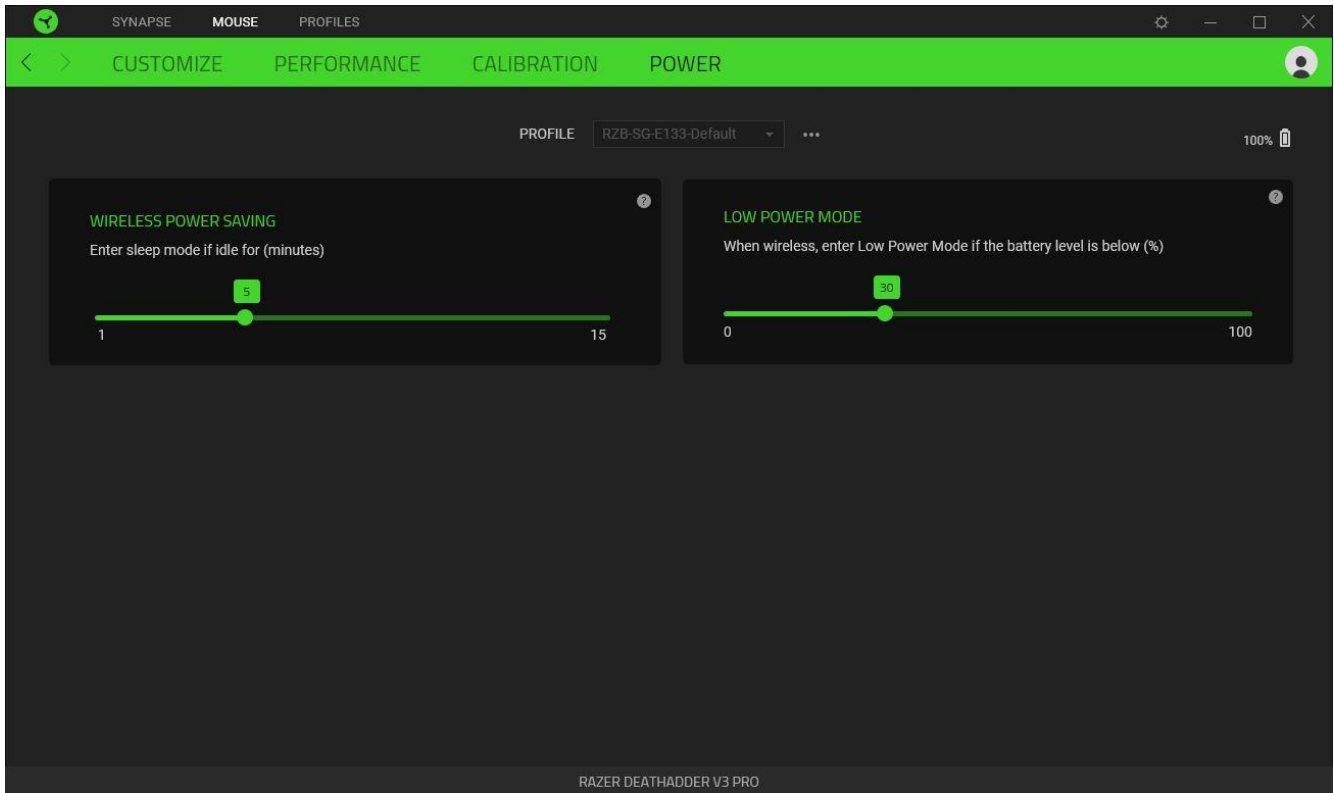 SYNAPSE MOUSE PROFILES
CUSTOMIZE PERFORMANCE CALIBRATION POWER
PROFILE RZB-SG-E133-Default
100%
WIRELESS POWER SAVING
Enter sleep mode if idle for (minutes)
5
1 15
LOW POWER MODE
When wireless, enter Low Power Mode if the battery level is below (%)
30
0 100
RAZER DEATHADDER V3 PRO